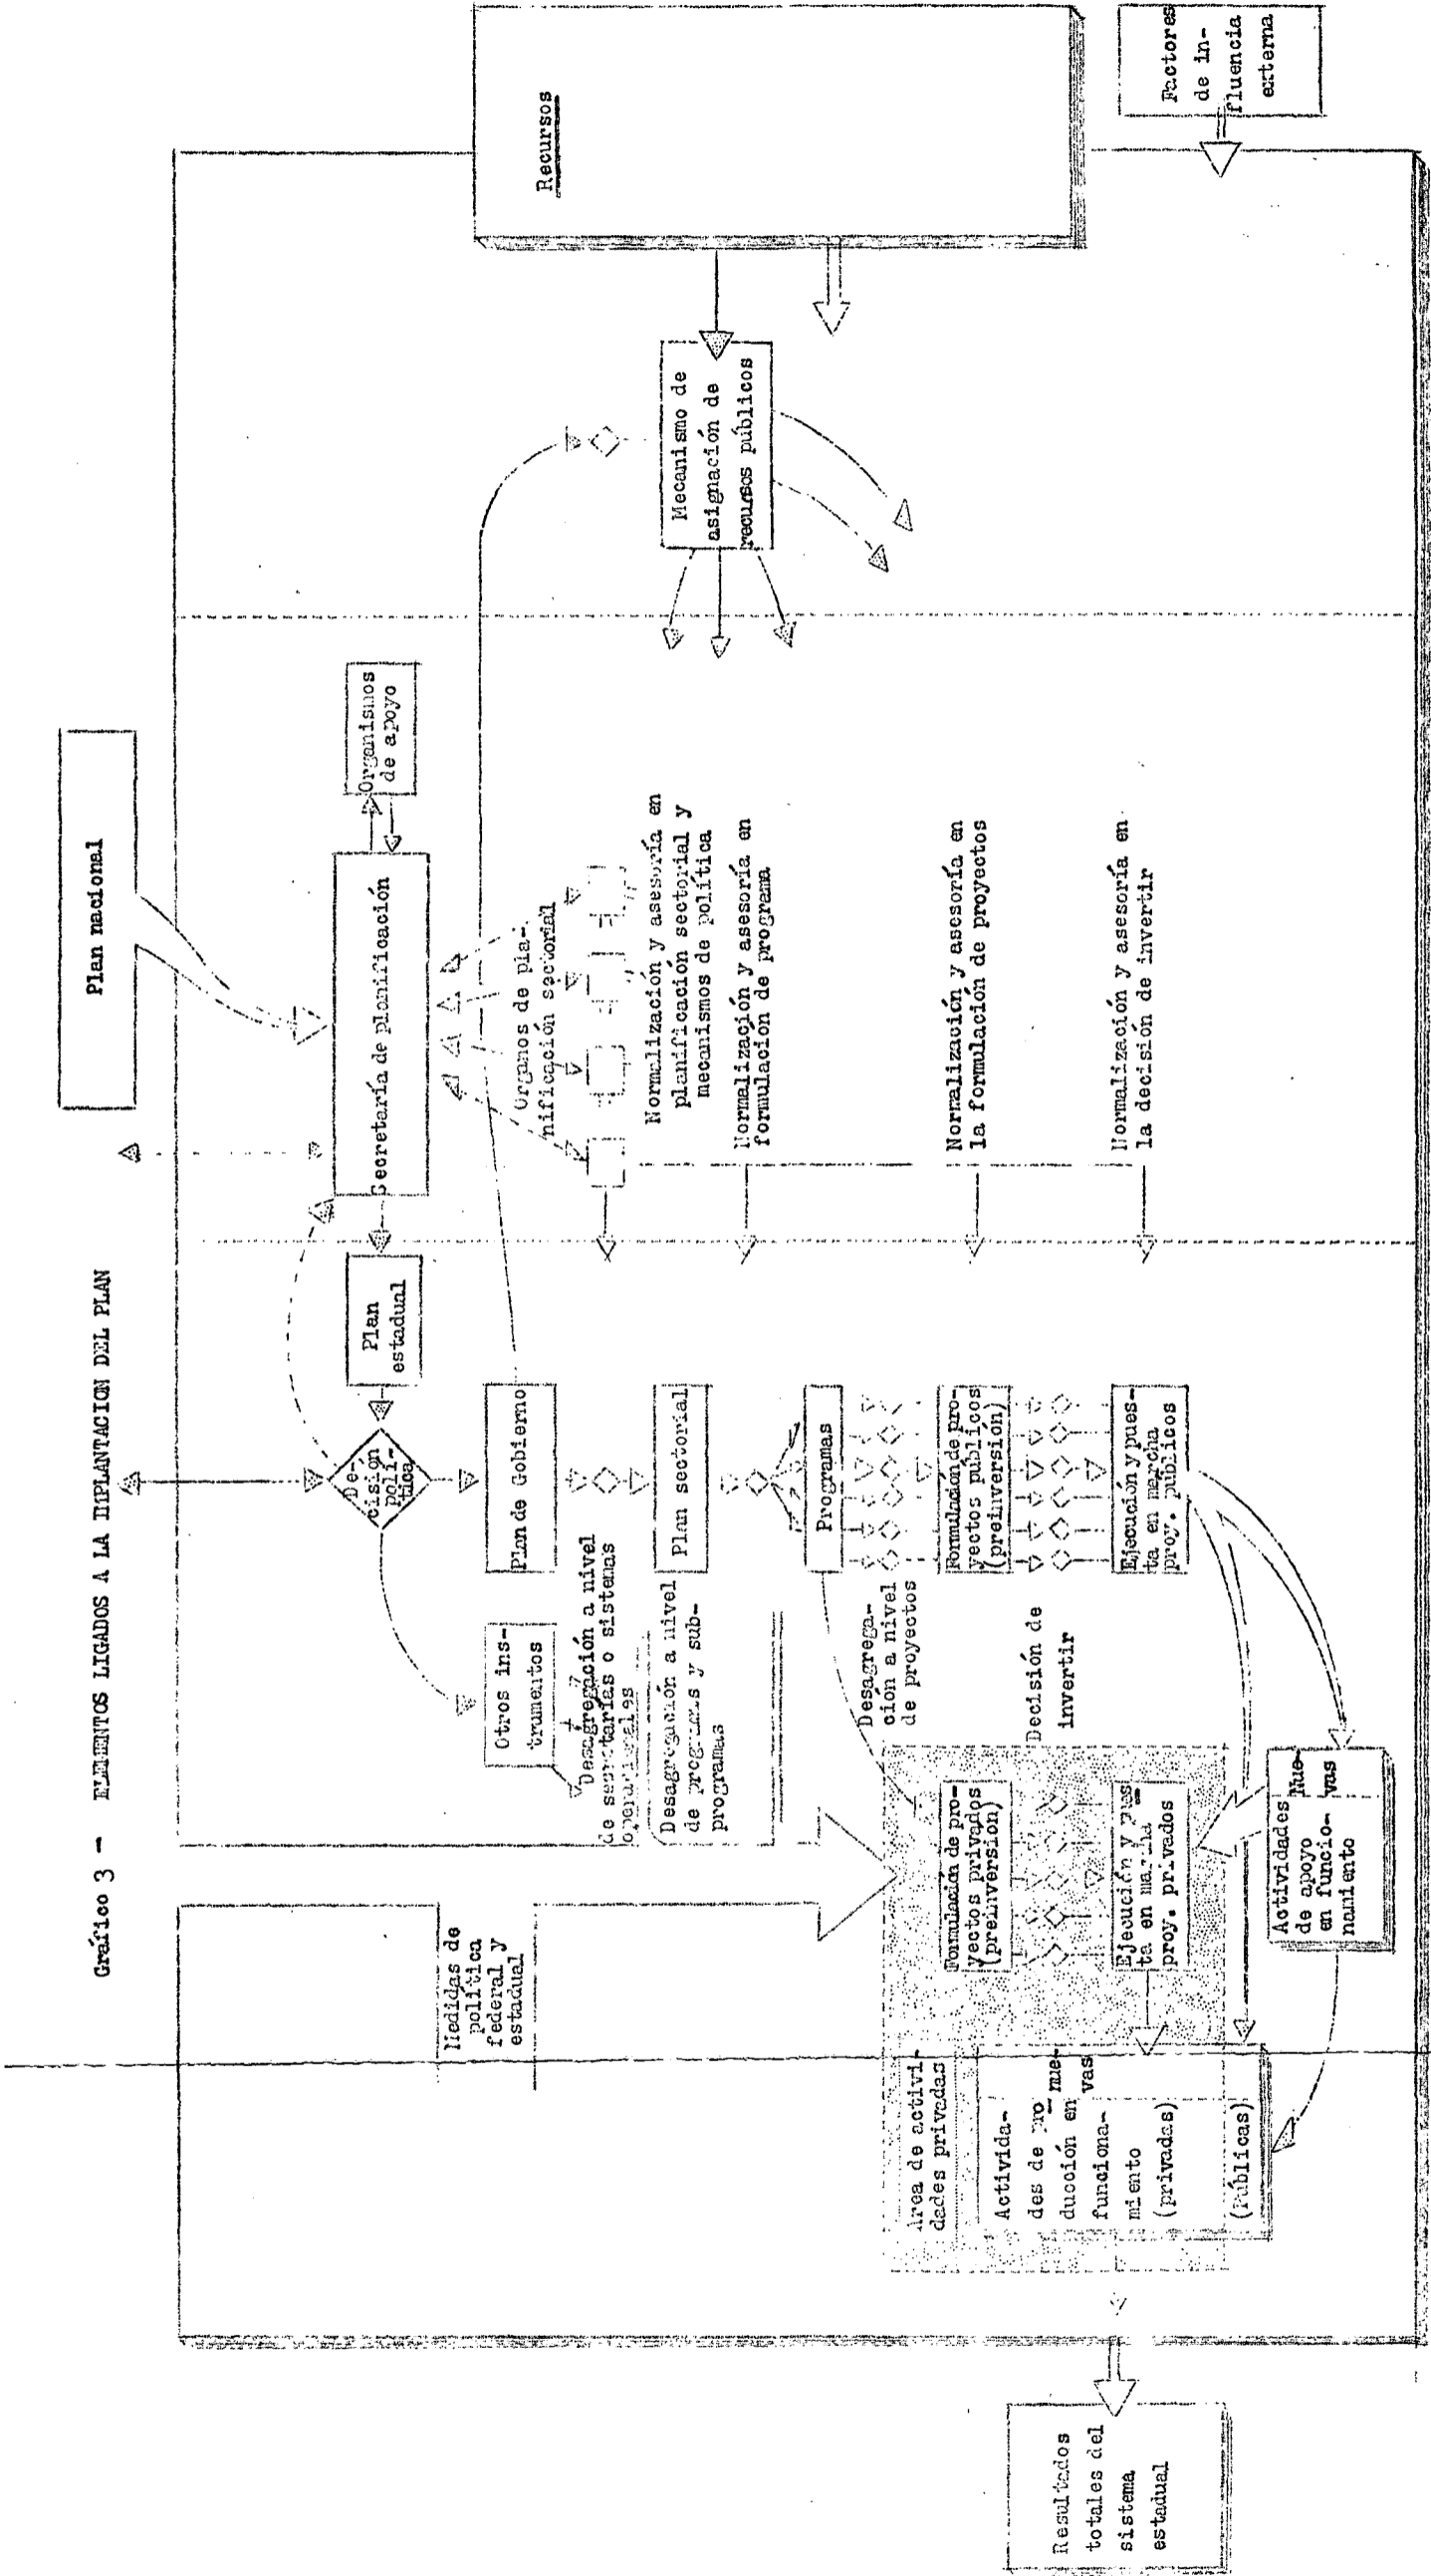 Gráfico 3 - ELEMENTOS LIGADOS A LA IMPLANTACION DEL PLAN
Plan nacional
Recursos
Factores
de in-
fluencia
externa
Secretaría de planificación
Organismos
de apoyo
Plan
estadual
De-
cisión
polí-
tica
Mecanismo de
asignación de
recursos públicos
Organos de pla-
nificación sectorial
Normalización y asesoría en
planificación sectorial y
mecanismos de política
Normalización y asesoría en
formulación de programa
Normalización y asesoría en
la formulación de proyectos
Normalización y asesoría en
la decisión de invertir
Plan de Gobierno
Otros ins-
trumentos
Desagregación a nivel
de secretarías o sistemas
operacionales
Plan sectorial
Desagregación a nivel
de programas y sub-
programas
Programas
Desagrega-
ción a nivel
de proyectos
Formulación de pro-
yectos públicos
(preinversión)
Decisión de
invertir
Ejecución y pues-
ta en marcha
proy. públicos
Medidas de
política
federal y
estadual
Formulación de pro-
yectos privados
(preinversión)
Ejecución y pues
ta en marcha
proy. privados
Area de activi-
dades privadas
Activida-
des de pro
ducción en
funciona-
miento
(privadas)
nue-
vas
(Públicas)
Actividades
de apoyo
en funcio-
namiento
Nue-
vas
Resultados
totales del
sistema
estadual